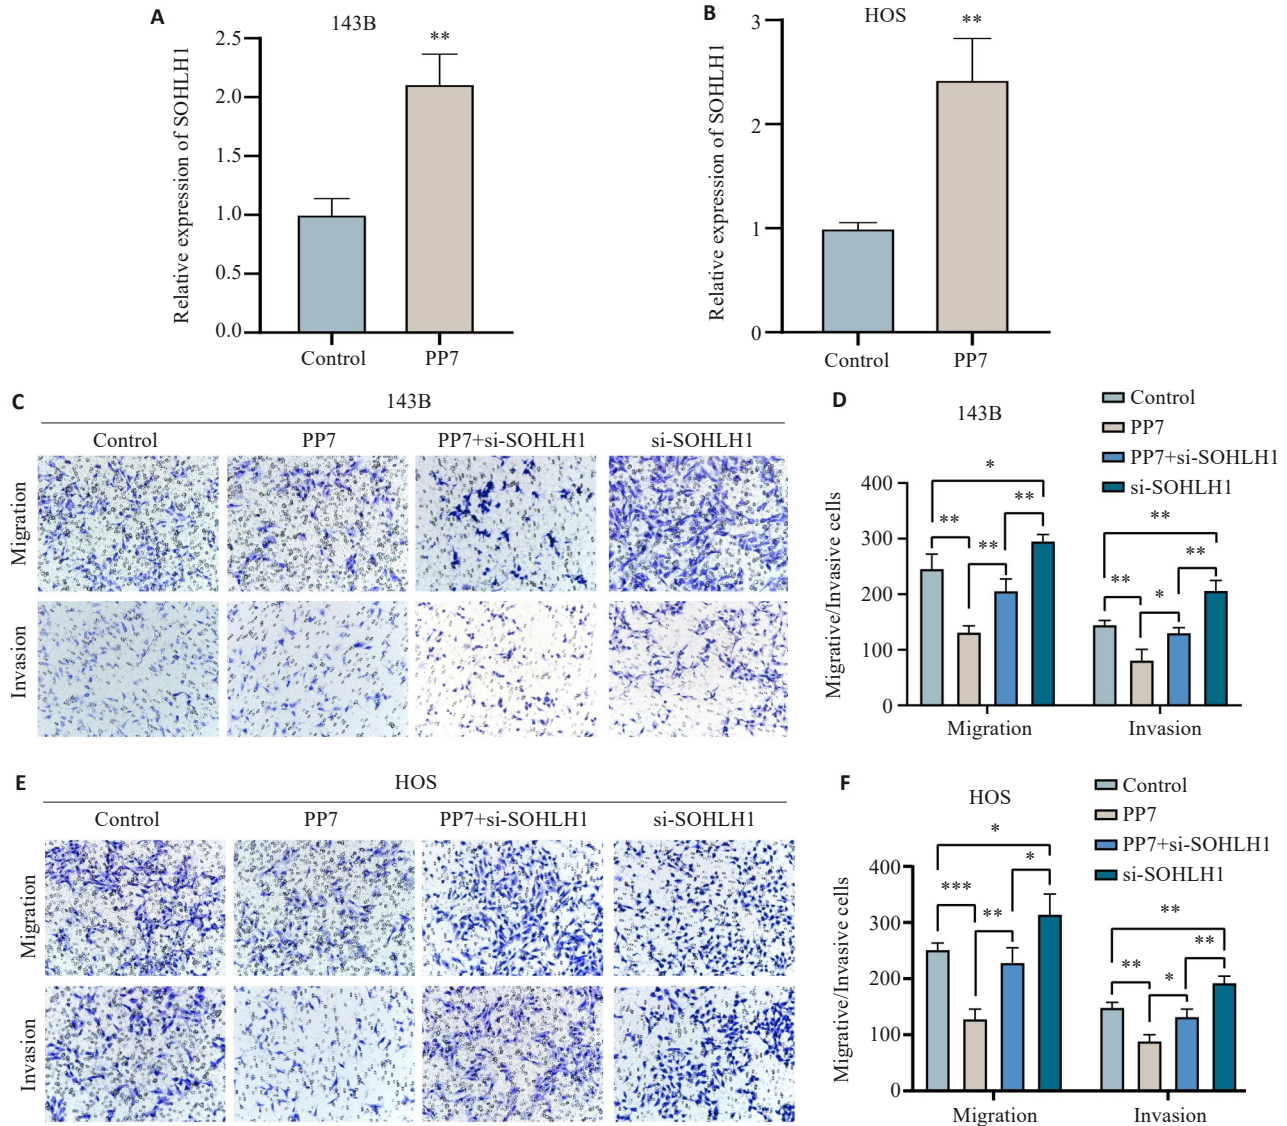 A
143B
**
Relative expression of SOHLH1
2.5
2.0
1.5
1.0
0.5
0.0
Control PP7
B
HOS
**
Relative expression of SOHLH1
3
2
1
0
Control PP7
C
143B
Control PP7 PP7+si-SOHLH1 si-SOHLH1
Migration
Invasion
D
143B
Control
PP7
PP7+si-SOHLH1
si-SOHLH1
Migrative/Invasive cells
400
300
200
100
0
*
**
**
**
**
**
**
*
Migration Invasion
E
HOS
Control PP7 PP7+si-SOHLH1 si-SOHLH1
Migration
Invasion
F
HOS
Control
PP7
PP7+si-SOHLH1
si-SOHLH1
Migrative/Invasive cells
400
300
200
100
0
*
*
***
**
**
**
**
*
Migration Invasion